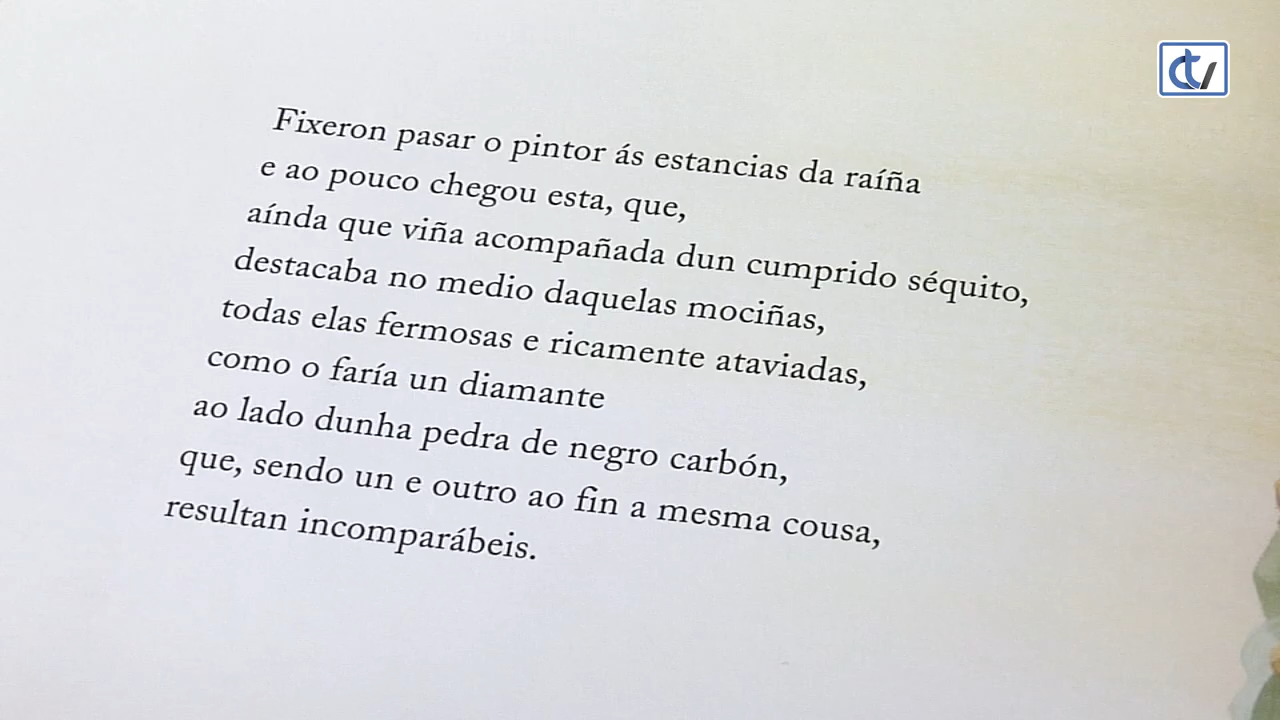 CTV
Fixeron pasar o pintor ás estancias da raíña
e ao pouco chegou esta, que,
aínda que viña acompañada dun cumprido séquito,
destacaba no medio daquelas mociñas,
todas elas fermosas e ricamente ataviadas,
como o faría un diamante
ao lado dunha pedra de negro carbón,
que, sendo un e outro ao fin a mesma cousa,
resultan incomparábeis.